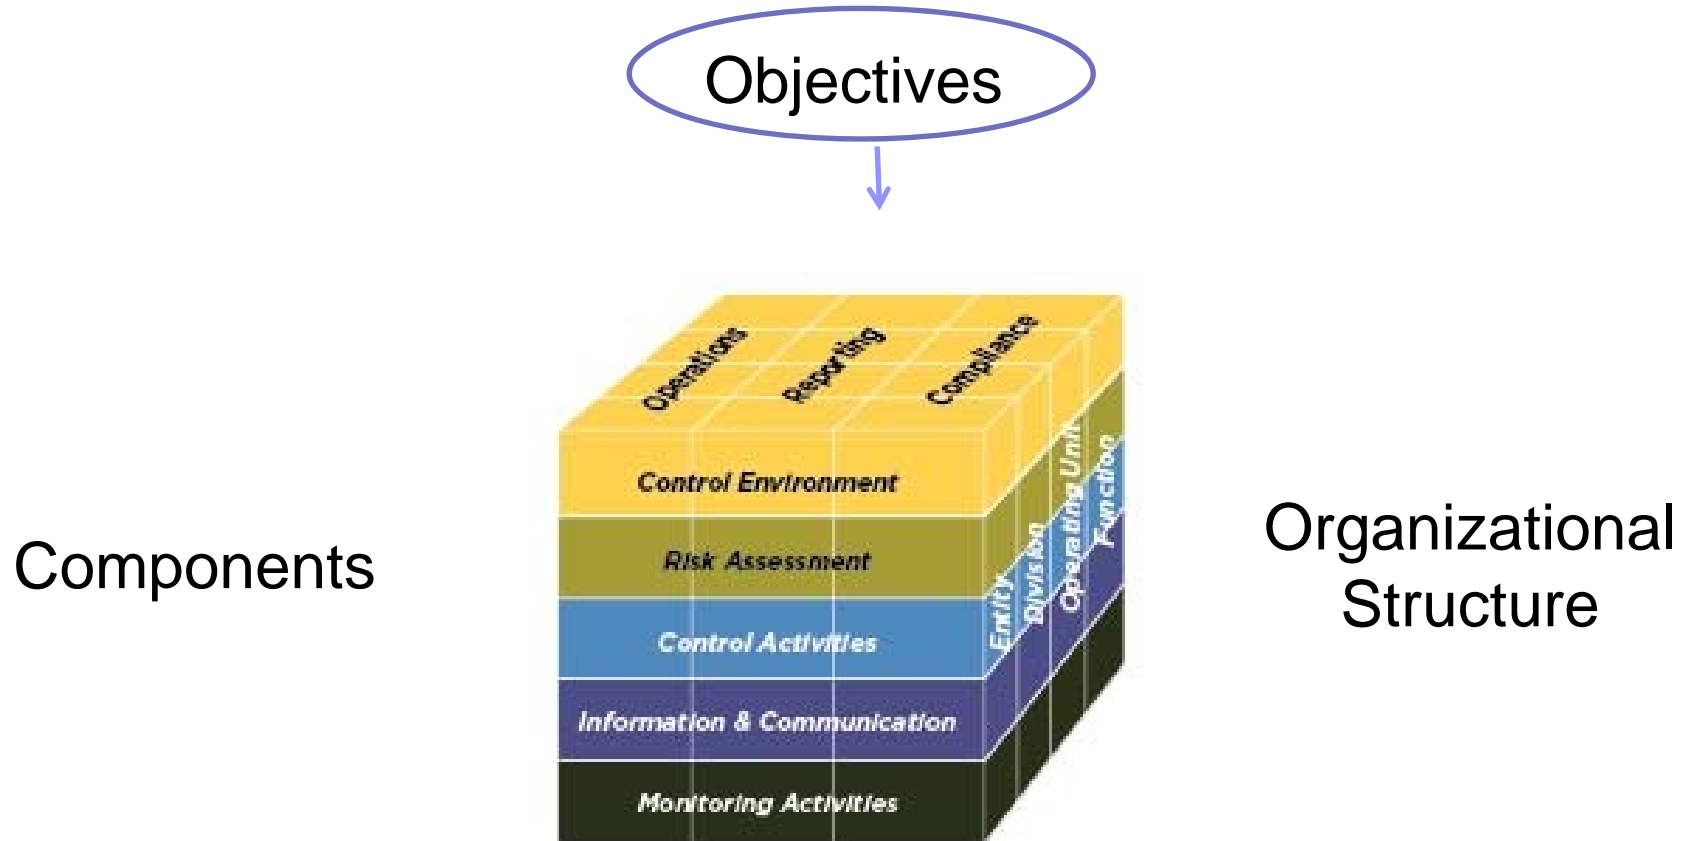 Objectives
Operations
Reporting
Compliance
Control Environment
Risk Assessment
Control Activities
Information & Communication
Monitoring Activities
Entity
Division
Operating Unit
Function
Components
Organizational
Structure